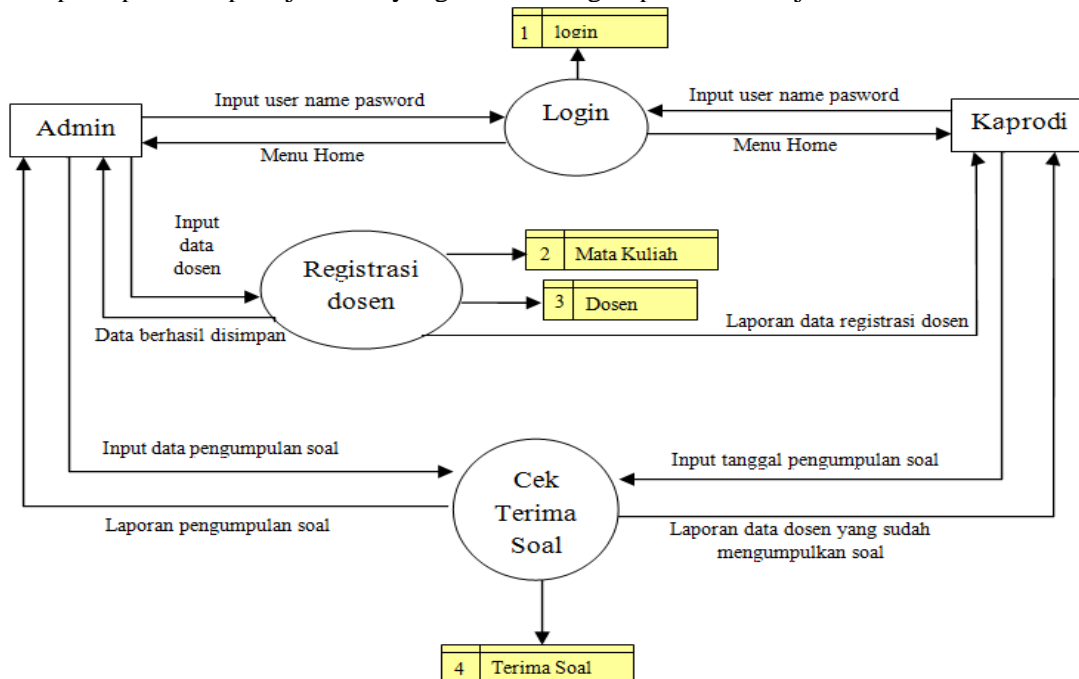 1 login
Input user name pasword
Input user name pasword
Admin
Login
Kaprodi
Menu Home
Menu Home
Input
data
dosen
Registrasi
dosen
2 Mata Kuliah
3 Dosen
Data berhasil disimpan
Laporan data registrasi dosen
Input data pengumpulan soal
Input tanggal pengumpulan soal
Cek
Terima
Soal
Laporan pengumpulan soal
Laporan data dosen yang sudah
mengumpulkan soal
4 Terima Soal